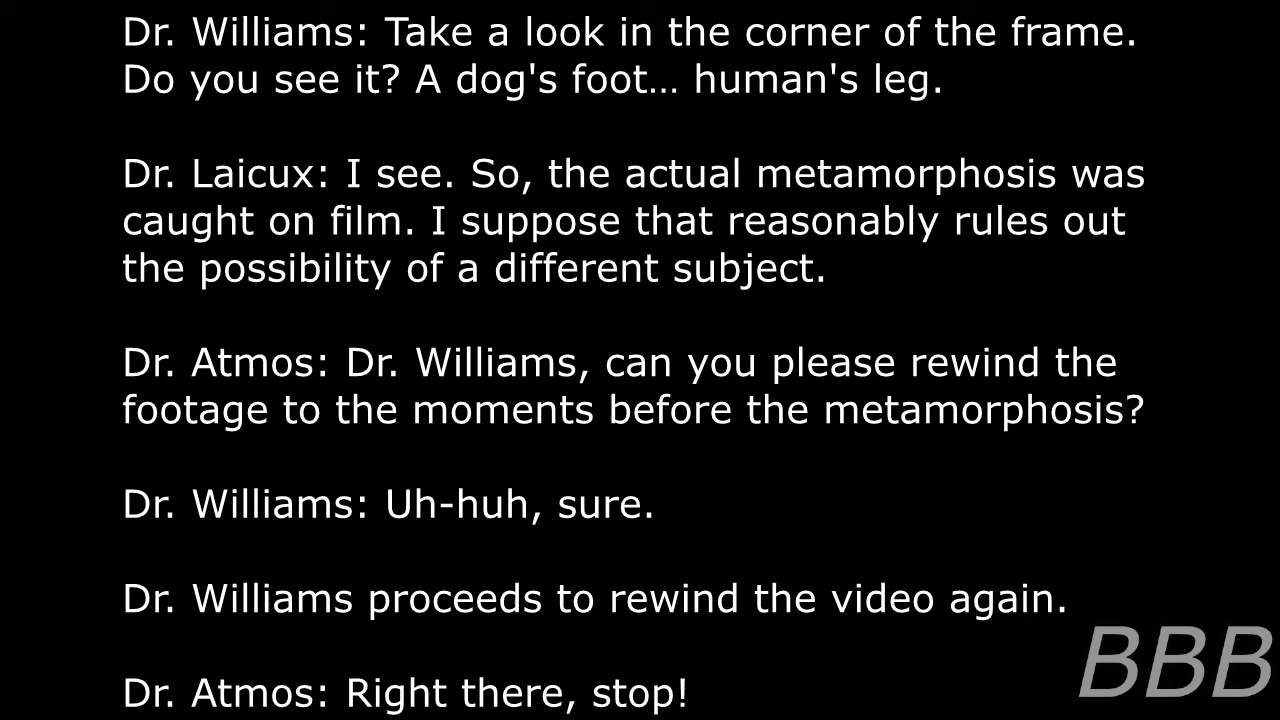 Dr. Williams: Take a look in the corner of the frame.
Do you see it? A dog's foot... human's leg.
Dr. Laicux: I see. So, the actual metamorphosis was
caught on film. I suppose that reasonably rules out
the possibility of a different subject.
Dr. Atmos: Dr. Williams, can you please rewind the
footage to the moments before the metamorphosis?
Dr. Williams: Uh-huh, sure.
Dr. Williams proceeds to rewind the video again.
Dr. Atmos: Right there, stop!
BBB